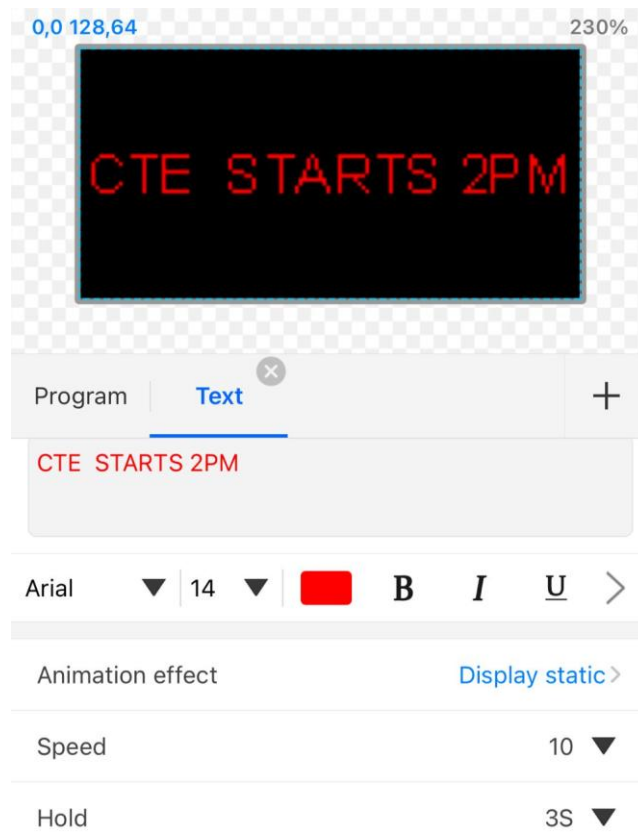 0,0 128,64 230%
CTE STARTS 2PM
Program Text +
CTE STARTS 2PM
Arial 14 B I U
Animation effect Display static
Speed 10
Hold 3S